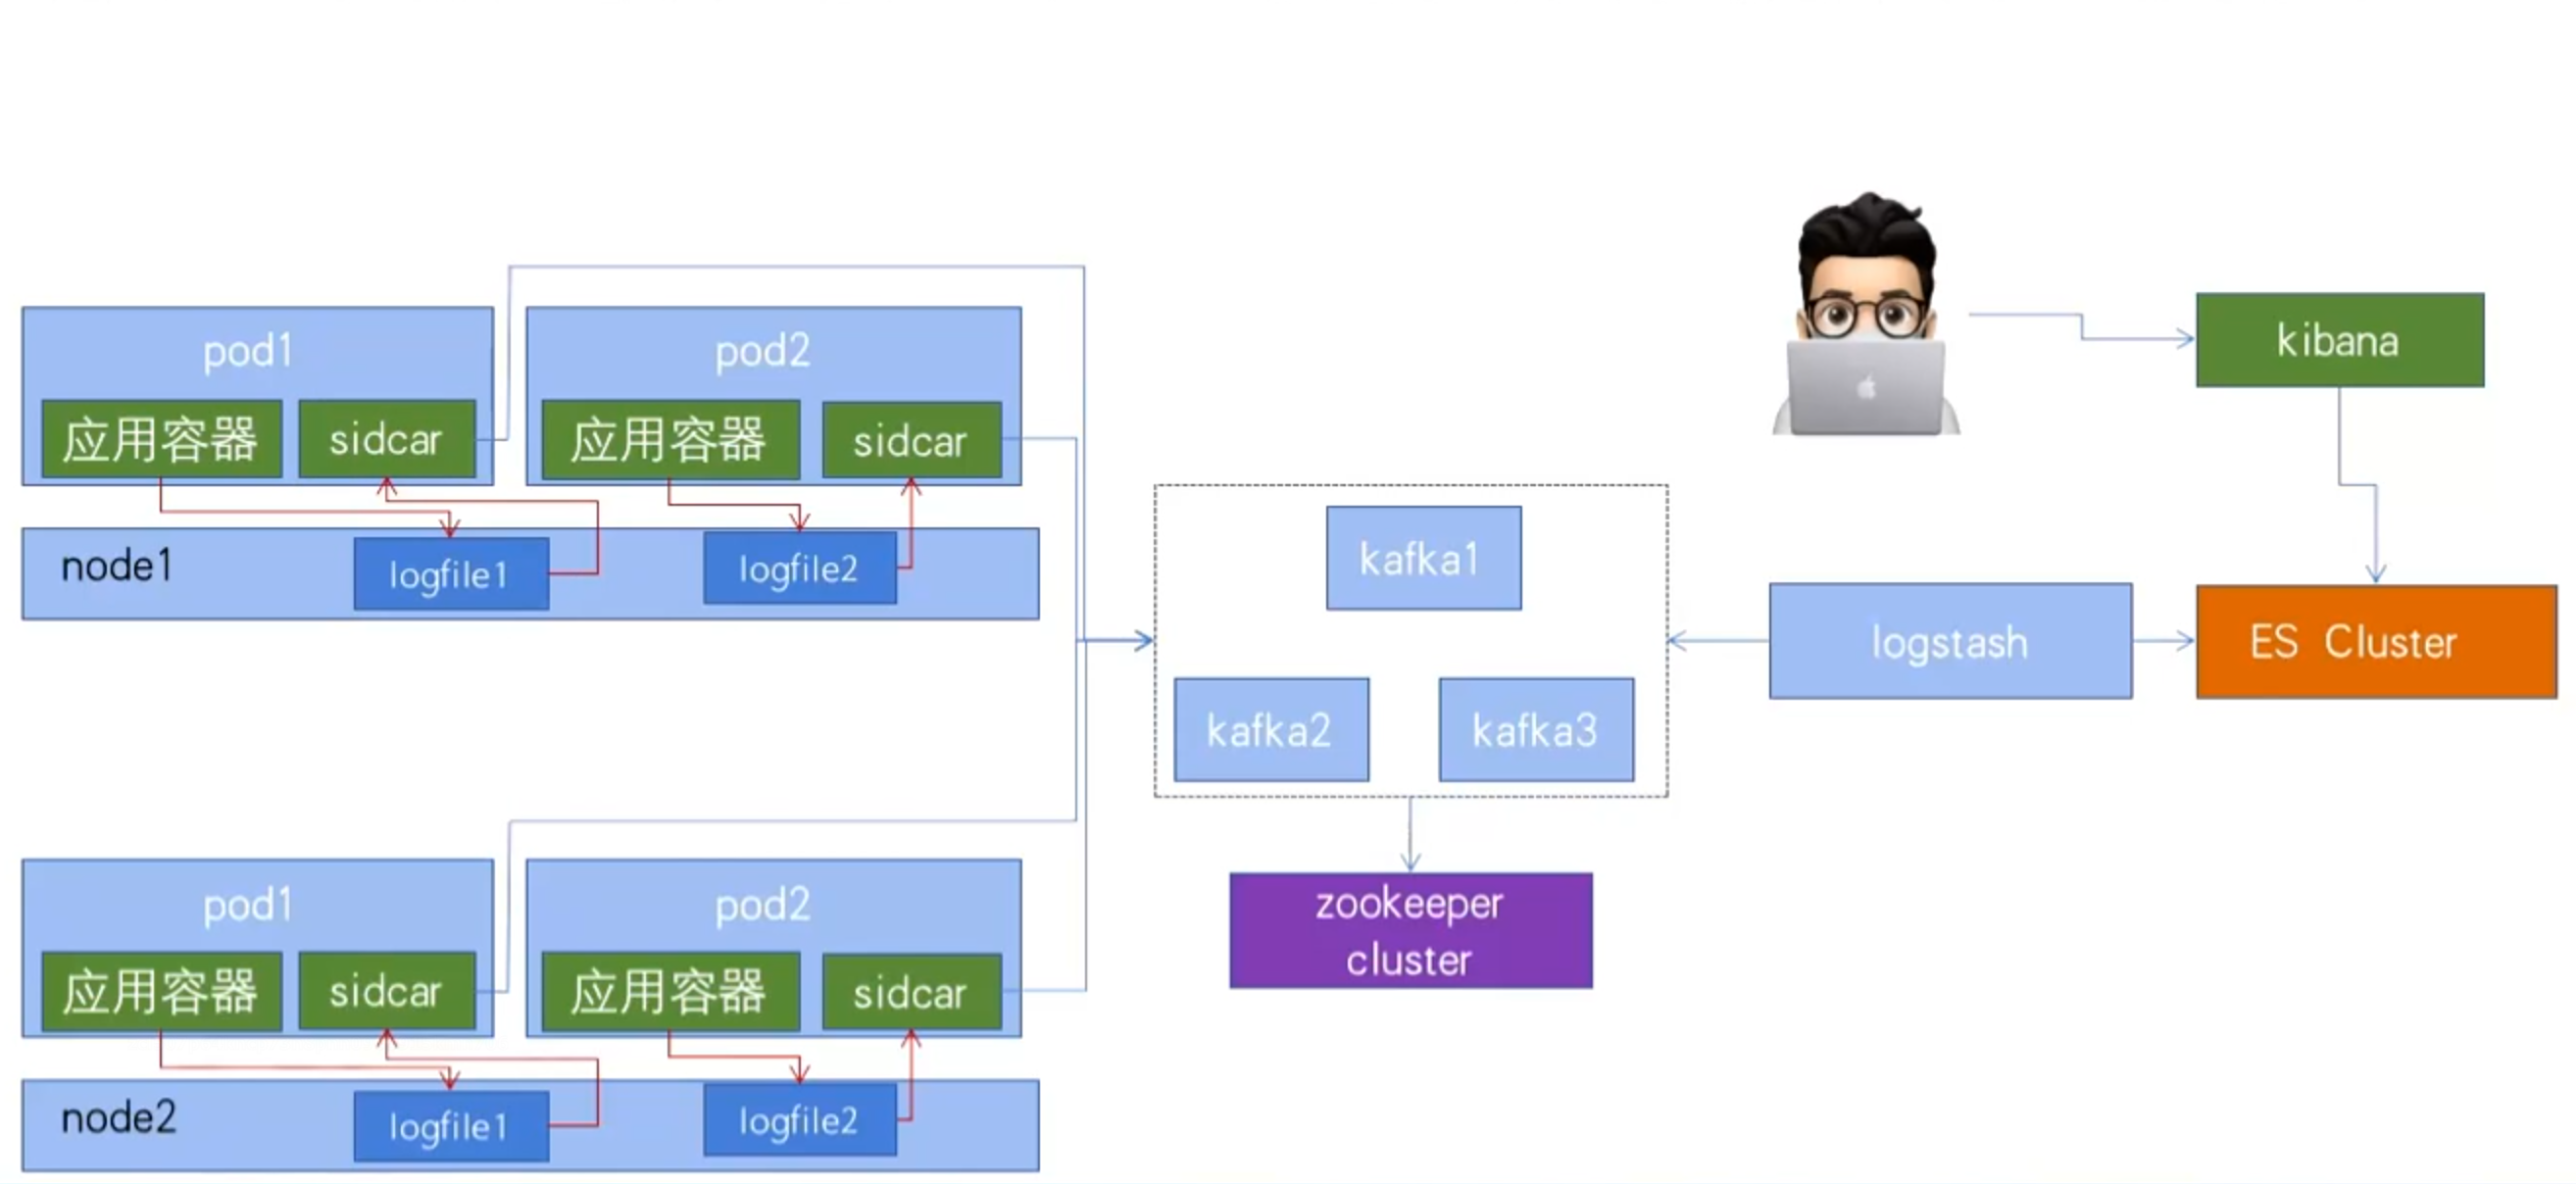 pod1
pod2
应用容器
sidcar
应用容器
sidcar
node1
logfile1
logfile2
pod1
pod2
应用容器
sidcar
应用容器
sidcar
node2
logfile1
logfile2
kafka1
kafka2
kafka3
zookeeper
cluster
kibana
logstash
ES Cluster